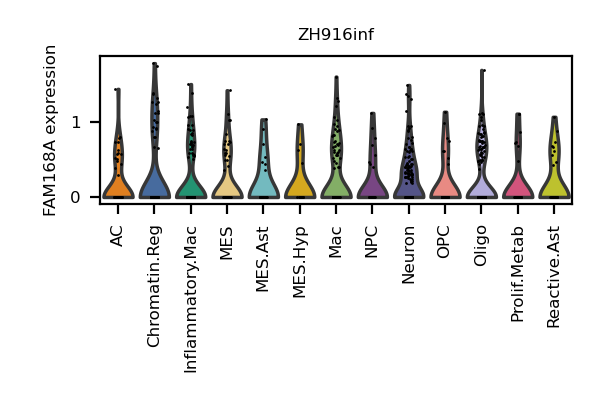 ZH916inf
FAM168A expression
1
0
AC
Chromatin.Reg
Inflammatory.Mac
MES
MES.Ast
MES.Hyp
Mac
NPC
Neuron
OPC
Oligo
Prolif.Metab
Reactive.Ast